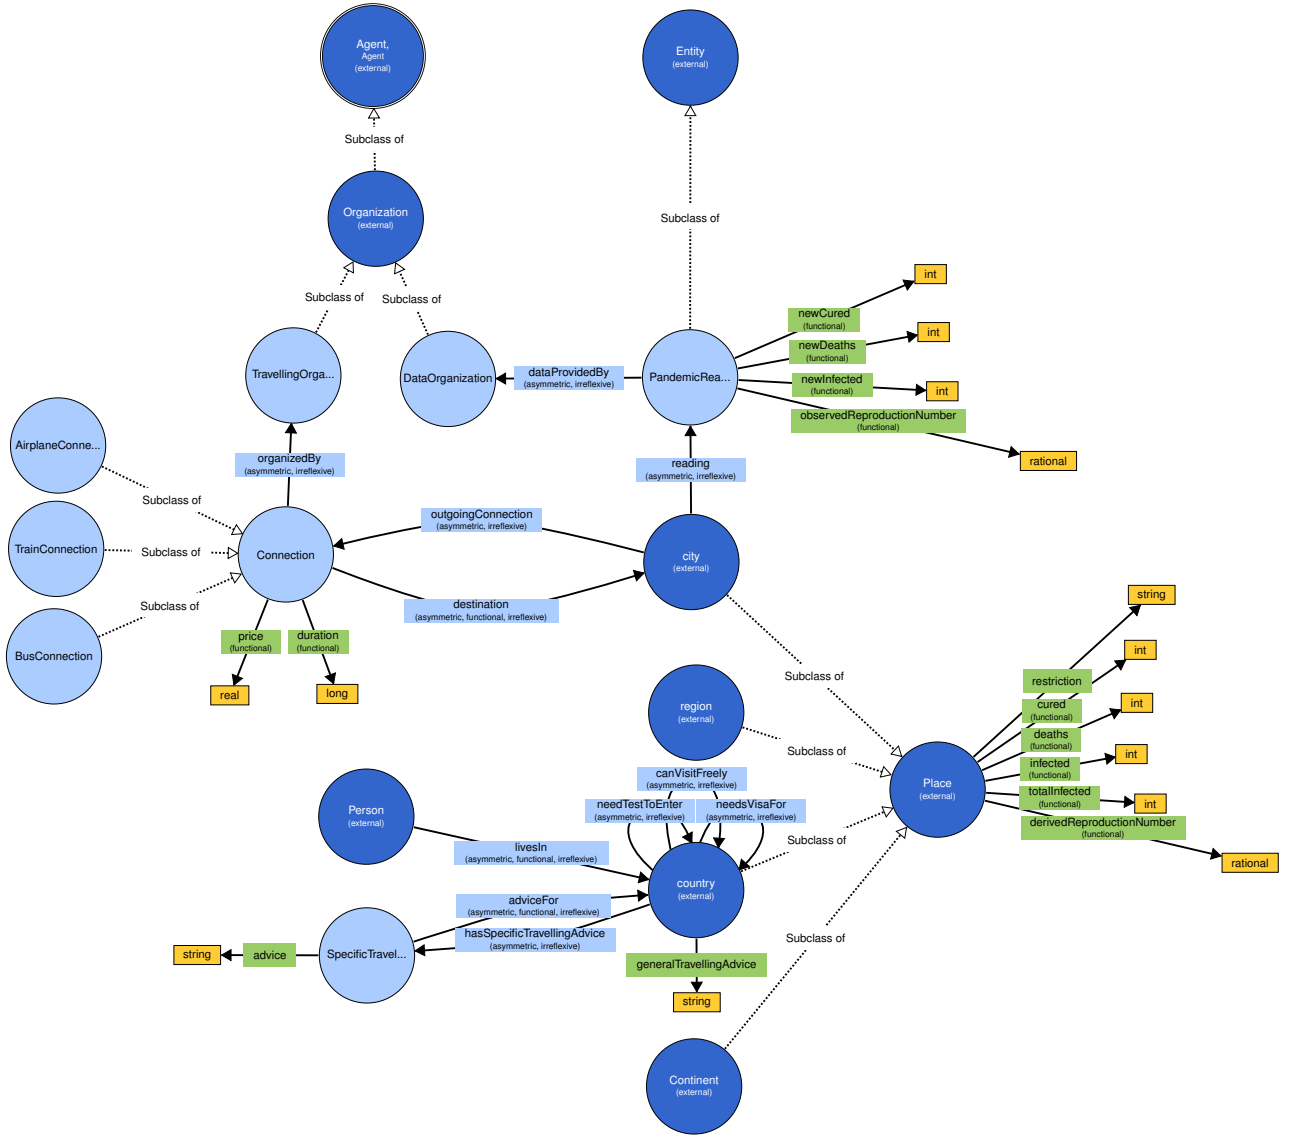 Agent,
Agent
(external)
Entity
(external)
Subclass of
Organization
(external)
Subclass of
Subclass of
Subclass of
TravellingOrga...
DataOrganization
dataProvidedBy
(asymmetric, irreflexive)
PandemicRea...
newCured
(functional)
int
newDeaths
(functional)
int
newInfected
(functional)
int
observedReproductionNumber
(functional)
rational
AirplaneConne...
organizedBy
(asymmetric, irreflexive)
reading
(asymmetric, irreflexive)
Subclass of
outgoingConnection
(asymmetric, irreflexive)
TrainConnection
Subclass of
Connection
city
(external)
Subclass of
destination
(asymmetric, functional, irreflexive)
BusConnection
price
(functional)
duration
(functional)
real
long
Subclass of
region
(external)
Subclass of
Place
(external)
restriction
string
cured
(functional)
int
deaths
(functional)
int
infected
(functional)
int
totalInfected
(functional)
int
derivedReproductionNumber
(functional)
rational
canVisitFreely
(asymmetric, irreflexive)
needTestToEnter
(asymmetric, irreflexive)
needsVisaFor
(asymmetric, irreflexive)
Person
(external)
livesIn
(asymmetric, functional, irreflexive)
Subclass of
country
(external)
adviceFor
(asymmetric, functional, irreflexive)
hasSpecificTravellingAdvice
(asymmetric, irreflexive)
Subclass of
string
advice
SpecificTravel...
generalTravellingAdvice
string
Continent
(external)